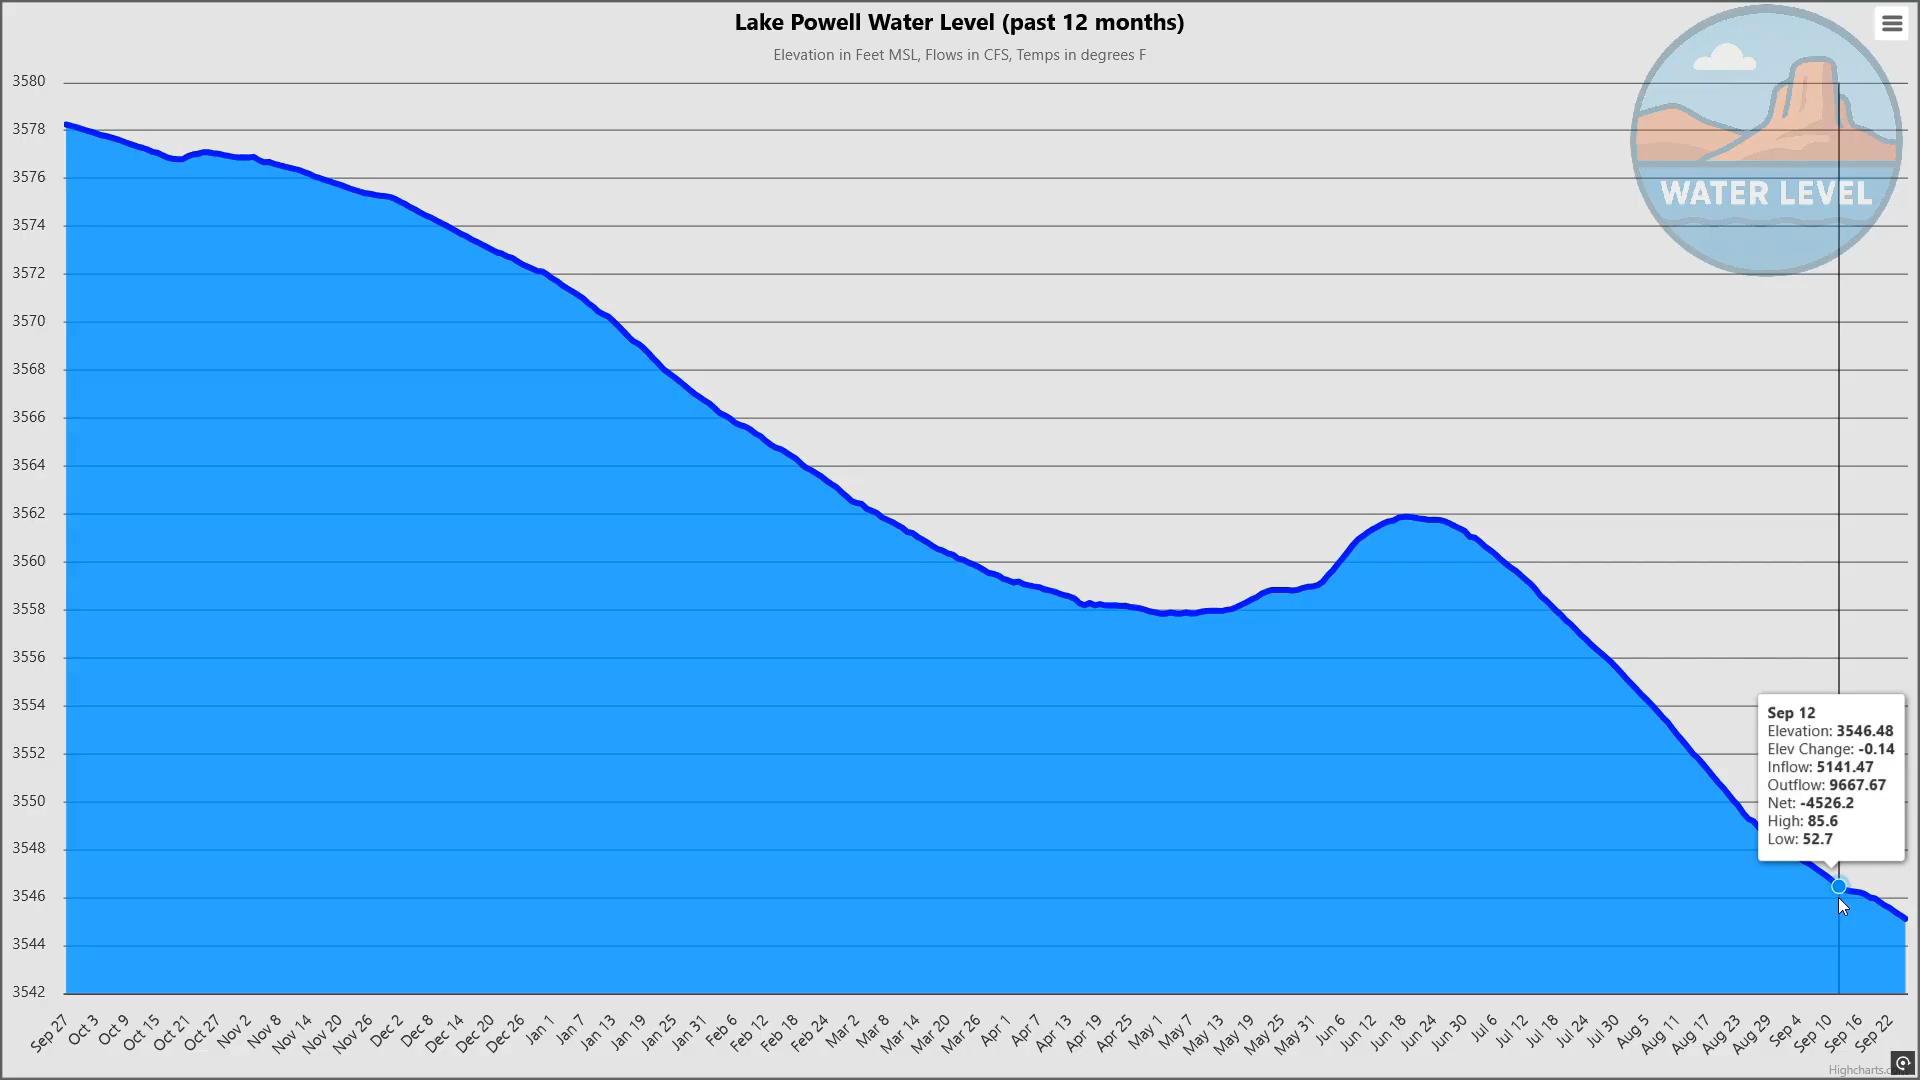 Lake Powell Water Level (past 12 months)
Elevation in Feet MSL, Flows in CFS, Temps in degrees F
WATER LEVEL
3580
3578
3576
3574
3572
3570
3568
3566
3564
3562
3560
3558
3556
3554
3552
3550
3548
3546
3544
3542
Sep 12
Elevation: 3546.48
Elev Change: -0.14
Inflow: 5141.47
Outflow: 9667.67
Net: -4526.2
High: 85.6
Low: 52.7
Sep 27
Oct 3
Oct 9
Oct 15
Oct 21
Oct 27
Nov 2
Nov 8
Nov 14
Nov 20
Nov 26
Dec 2
Dec 8
Dec 14
Dec 20
Dec 26
Jan 1
Jan 7
Jan 13
Jan 19
Jan 25
Jan 31
Feb 6
Feb 12
Feb 18
Feb 24
Mar 2
Mar 8
Mar 14
Mar 20
Mar 26
Apr 1
Apr 7
Apr 13
Apr 19
Apr 25
May 1
May 7
May 13
May 19
May 25
May 31
Jun 6
Jun 12
Jun 18
Jun 24
Jun 30
Jul 6
Jul 12
Jul 18
Jul 24
Jul 30
Aug 5
Aug 11
Aug 17
Aug 23
Aug 29
Sep 4
Sep 10
Sep 16
Sep 22